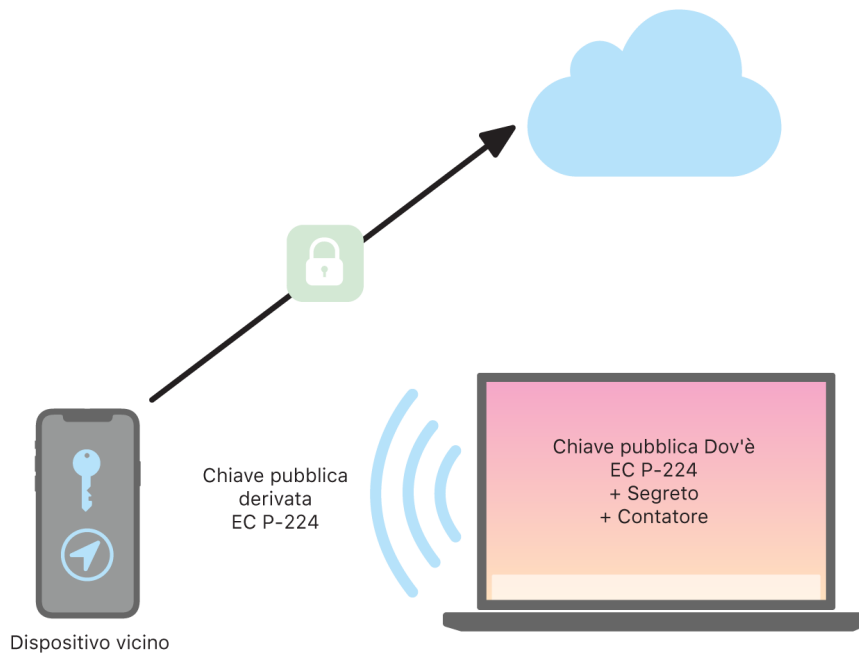 Chiave pubblica Dov'è
EC P-224
+ Segreto
+ Contatore
Chiave pubblica
derivata
EC P-224
Dispositivo vicino